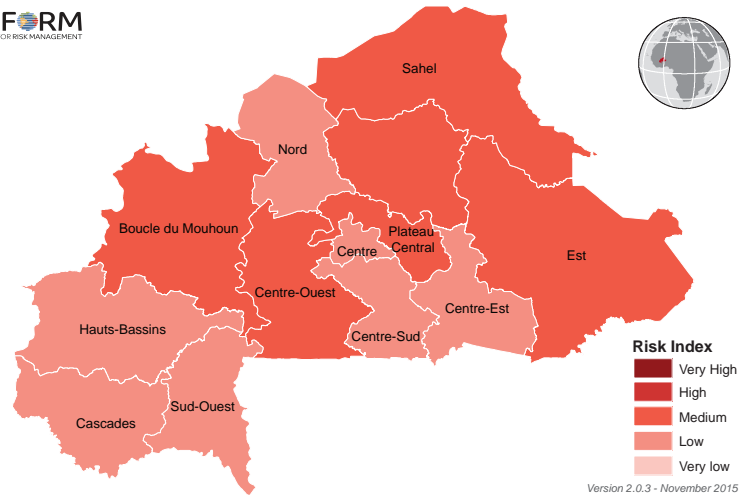 FORM
OR RISK MANAGEMENT
Sahel
Nord
Boucle du Mouhoun
Plateau
Central
Centre
Est
Centre-Ouest
Centre-Est
Hauts-Bassins
Centre-Sud
Sud-Ouest
Cascades
Risk Index
Very High
High
Medium
Low
Very low
Version 2.0.3 - November 2015